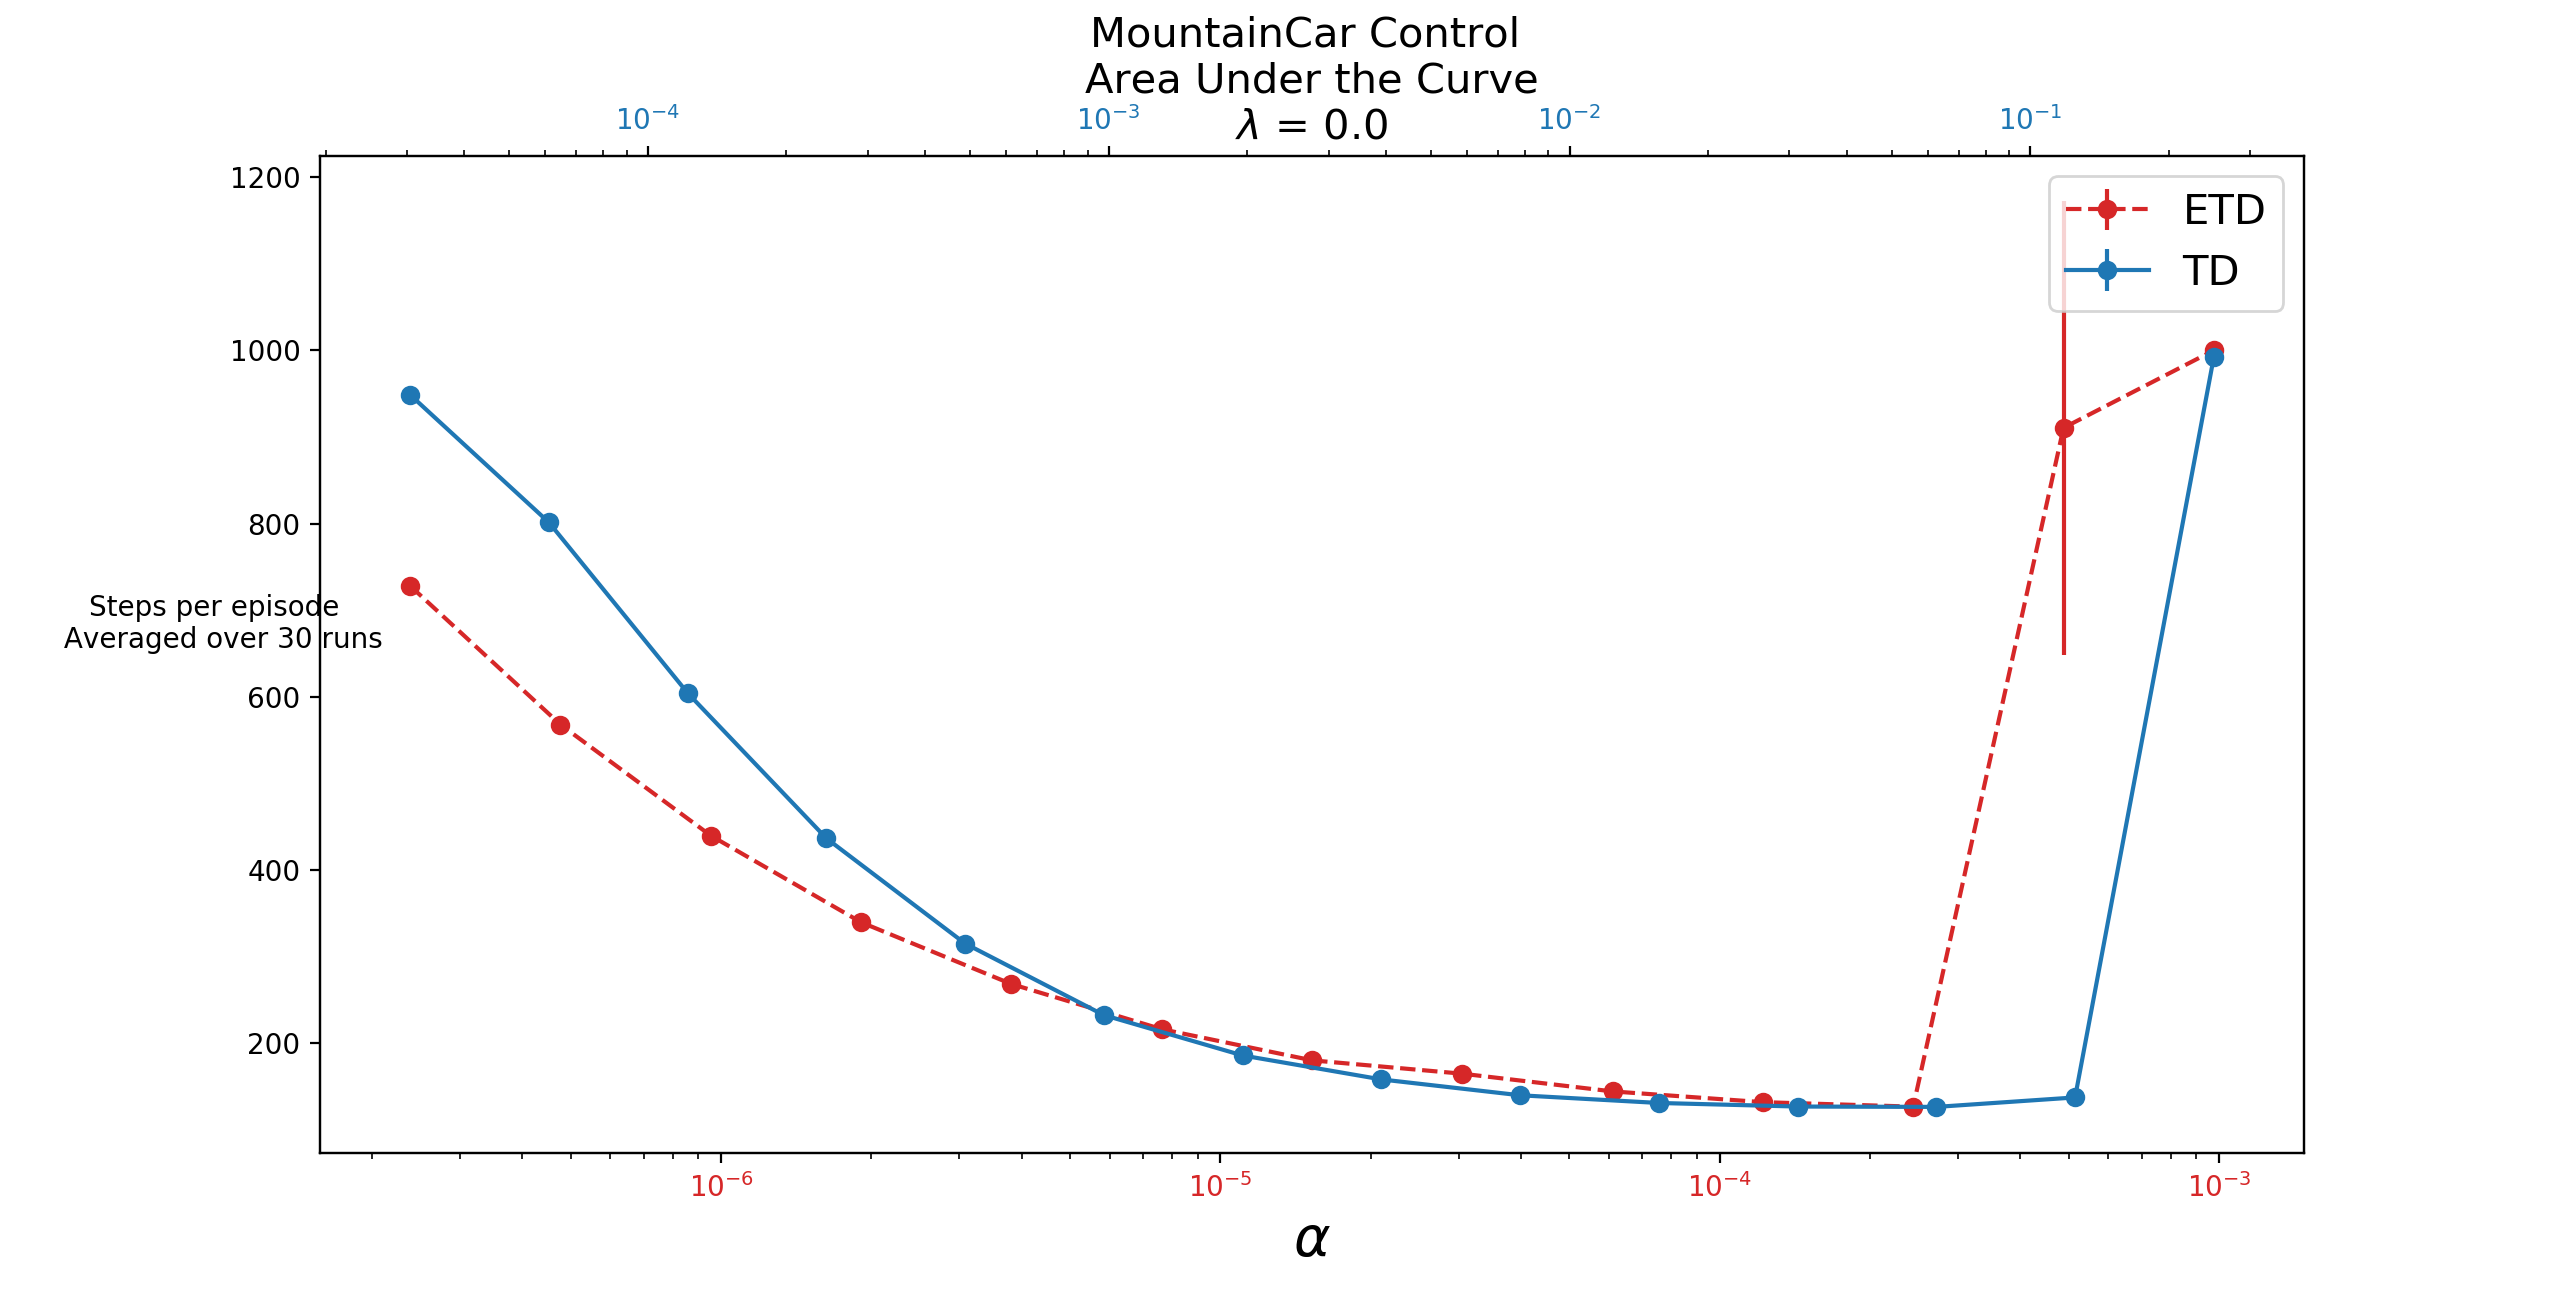 MountainCar Control
Area Under the Curve
λ = 0.0
10⁻⁴ 10⁻³ 10⁻² 10⁻¹
1200
1000
800
600
400
200
Steps per episode
Averaged over 30 runs
ETD
TD
10⁻⁶ 10⁻⁵ 10⁻⁴ 10⁻³
α